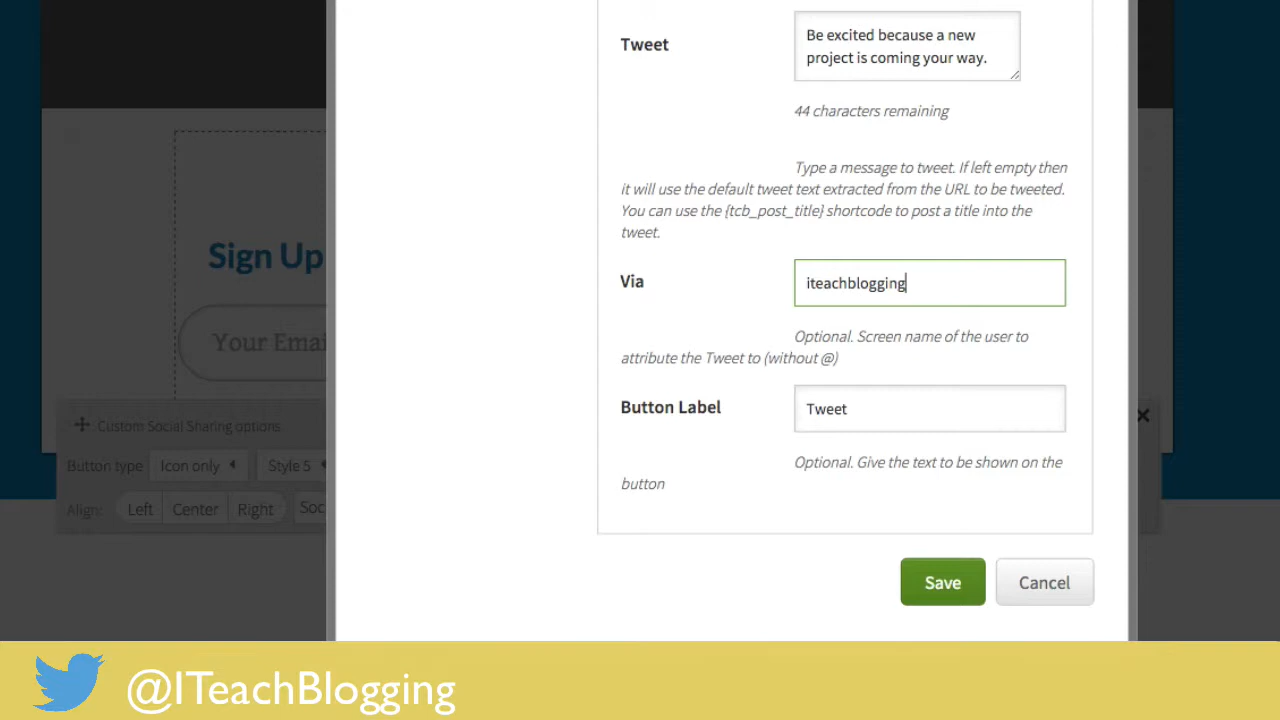 Tweet
Be excited because a new
project is coming your way.
44 characters remaining
Type a message to tweet. If left empty then
it will use the default tweet text extracted from the URL to be tweeted.
You can use the {tcb_post_title} shortcode to post a title into the
tweet.
Sign Up
Via
iteachblogging
Your Emai
Optional. Screen name of the user to
attribute the Tweet to (without @)
Button Label
Tweet
Custom Social Sharing options
Button type Icon only Style 5
Optional. Give the text to be shown on the
button
Align: Left Center Right Soc
Save Cancel
@ITeachBlogging